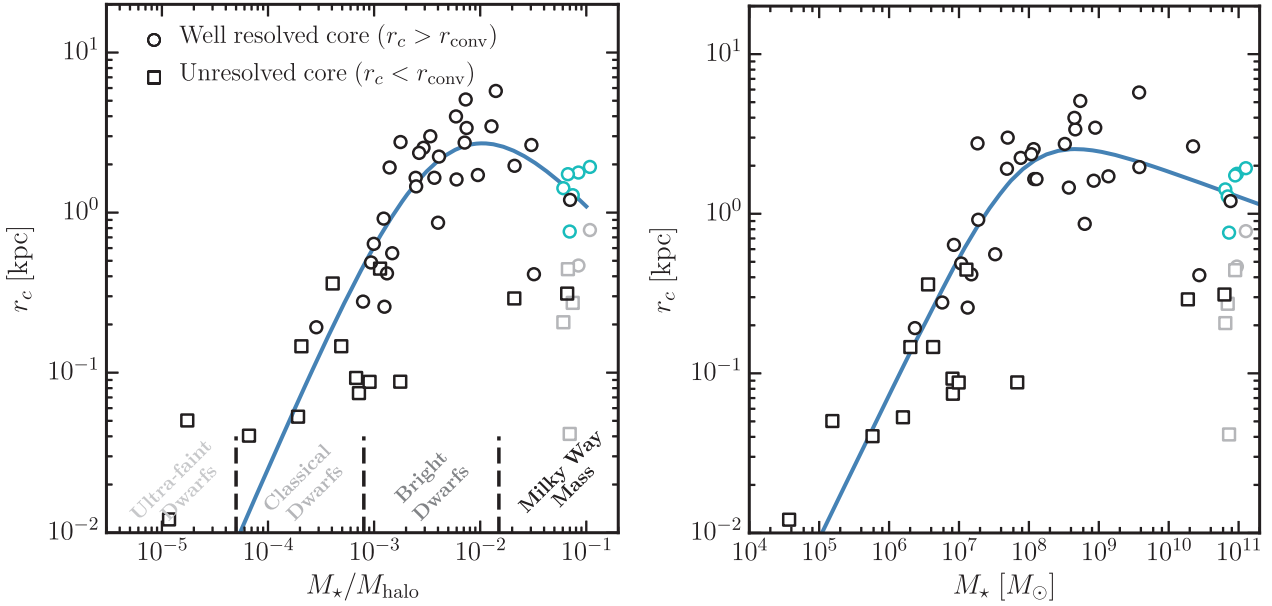 Well resolved core (r_c > r_conv)
Unresolved core (r_c < r_conv)
10^1
10^0
10^{-1}
10^{-2}
r_c [kpc]
Ultra-faint
Dwarfs
Classical
Dwarfs
Bright
Dwarfs
Milky Way
Mass
10^{-5}
10^{-4}
10^{-3}
10^{-2}
10^{-1}
M_⋆/M_halo
10^1
10^0
10^{-1}
10^{-2}
r_c [kpc]
10^4
10^5
10^6
10^7
10^8
10^9
10^{10}
10^{11}
M_⋆ [M_⊙]